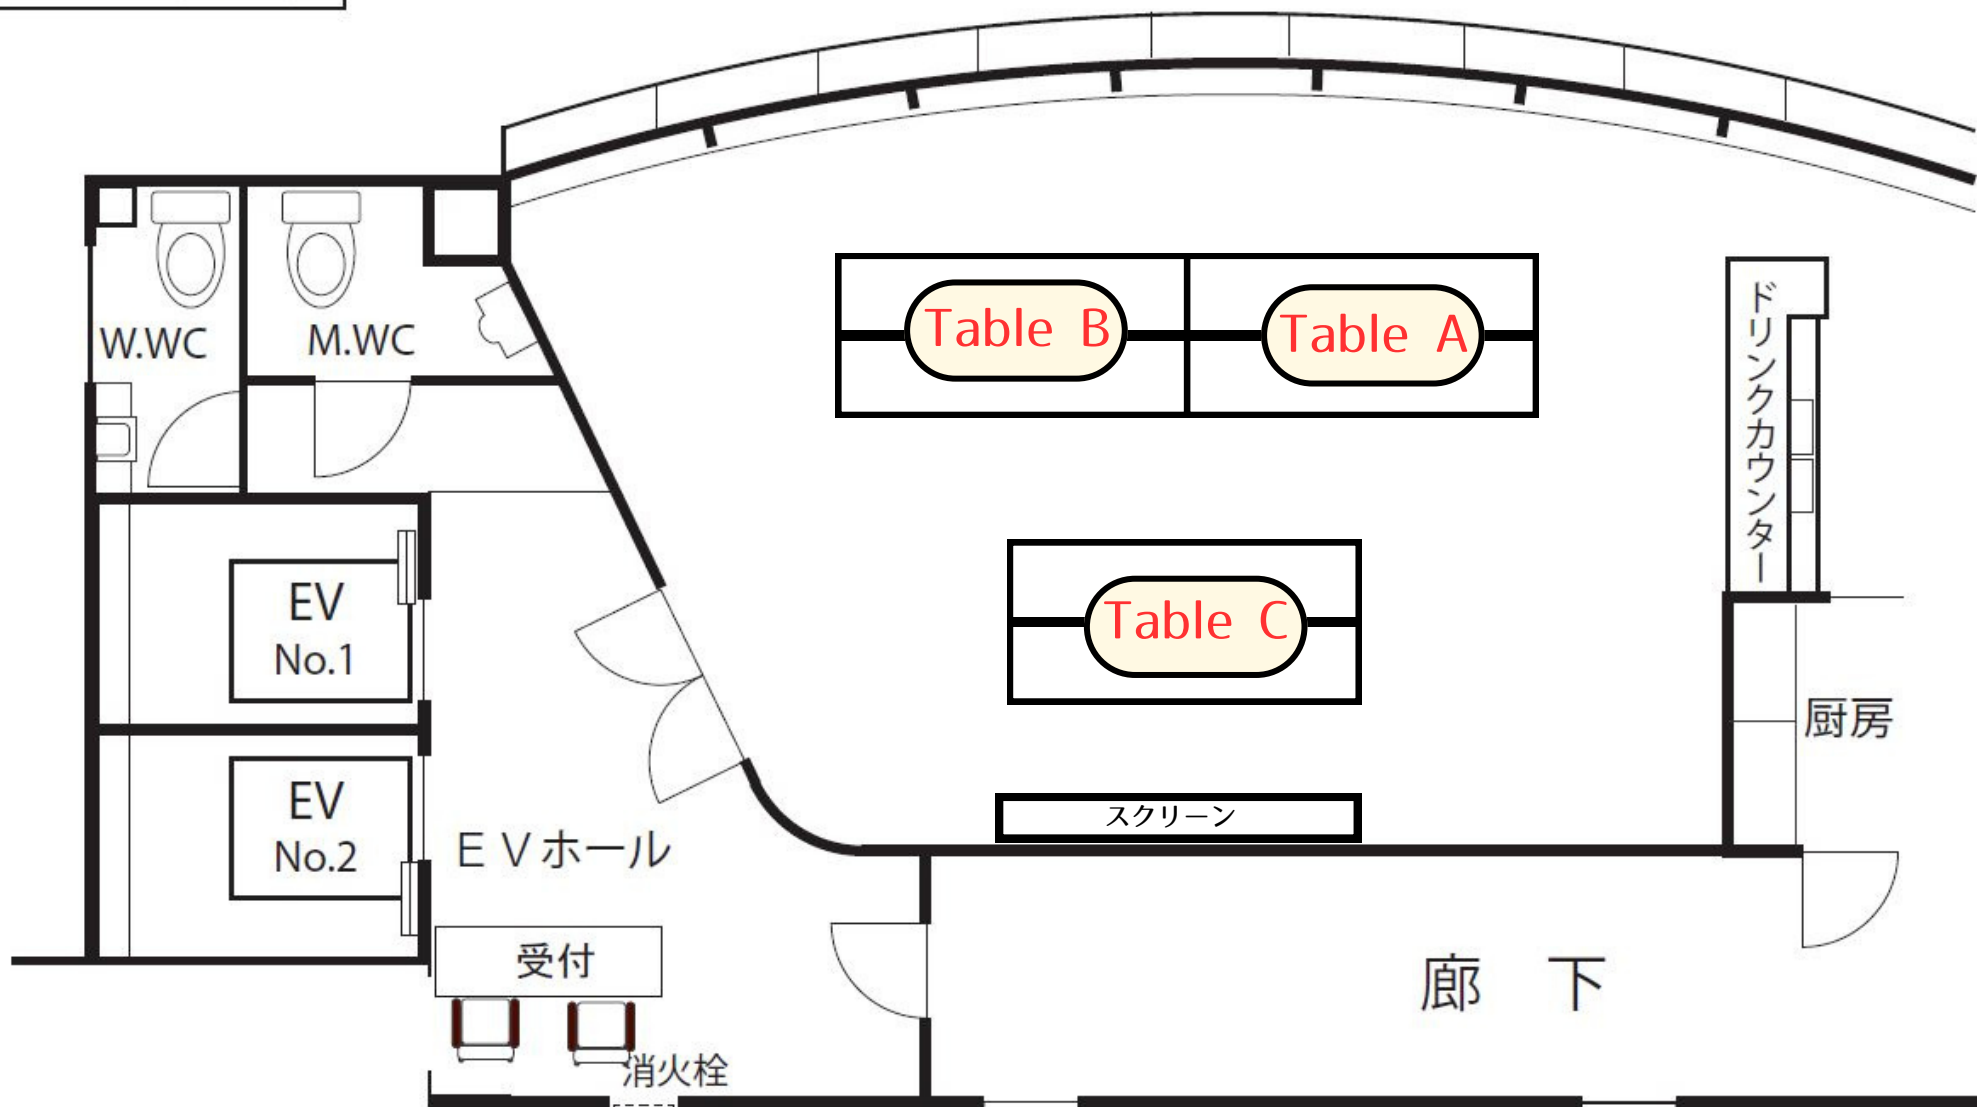 W.WC
M.WC
Table B
Table A
ドリンクカウンター
EV
No.1
Table C
厨房
EV
No.2
ＥＶホール
スクリーン
受付
廊　下
消火栓